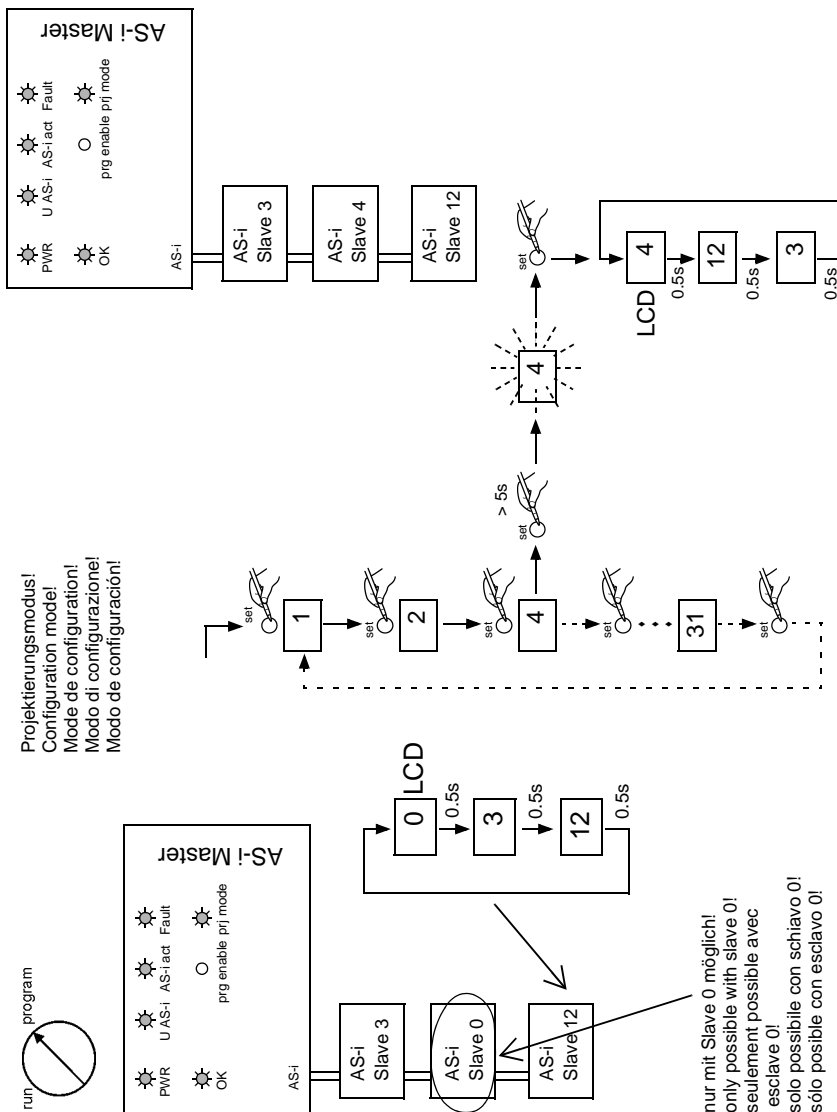 run program
PWR U AS-i AS-i act Fault
OK prg enable prj mode
AS-i Master
AS-i
AS-i
Slave 3
AS-i
Slave 0
AS-i
Slave 12
0 LCD
0.5s
3
0.5s
12
0.5s
nur mit Slave 0 möglich!
only possible with slave 0!
seulement possible avec
esclave 0!
solo possibile con schiavo 0!
sólo posible con esclavo 0!
Projektierungsmodus!
Configuration mode!
Mode de configuration!
Modo di configurazione!
Modo de configuración!
set
1
set
2
set
4
set
31
set
set > 5s
4
set
LCD 4
0.5s
12
0.5s
3
0.5s
PWR U AS-i AS-i act Fault
OK prg enable prj mode
AS-i Master
AS-i
AS-i
Slave 3
AS-i
Slave 4
AS-i
Slave 12